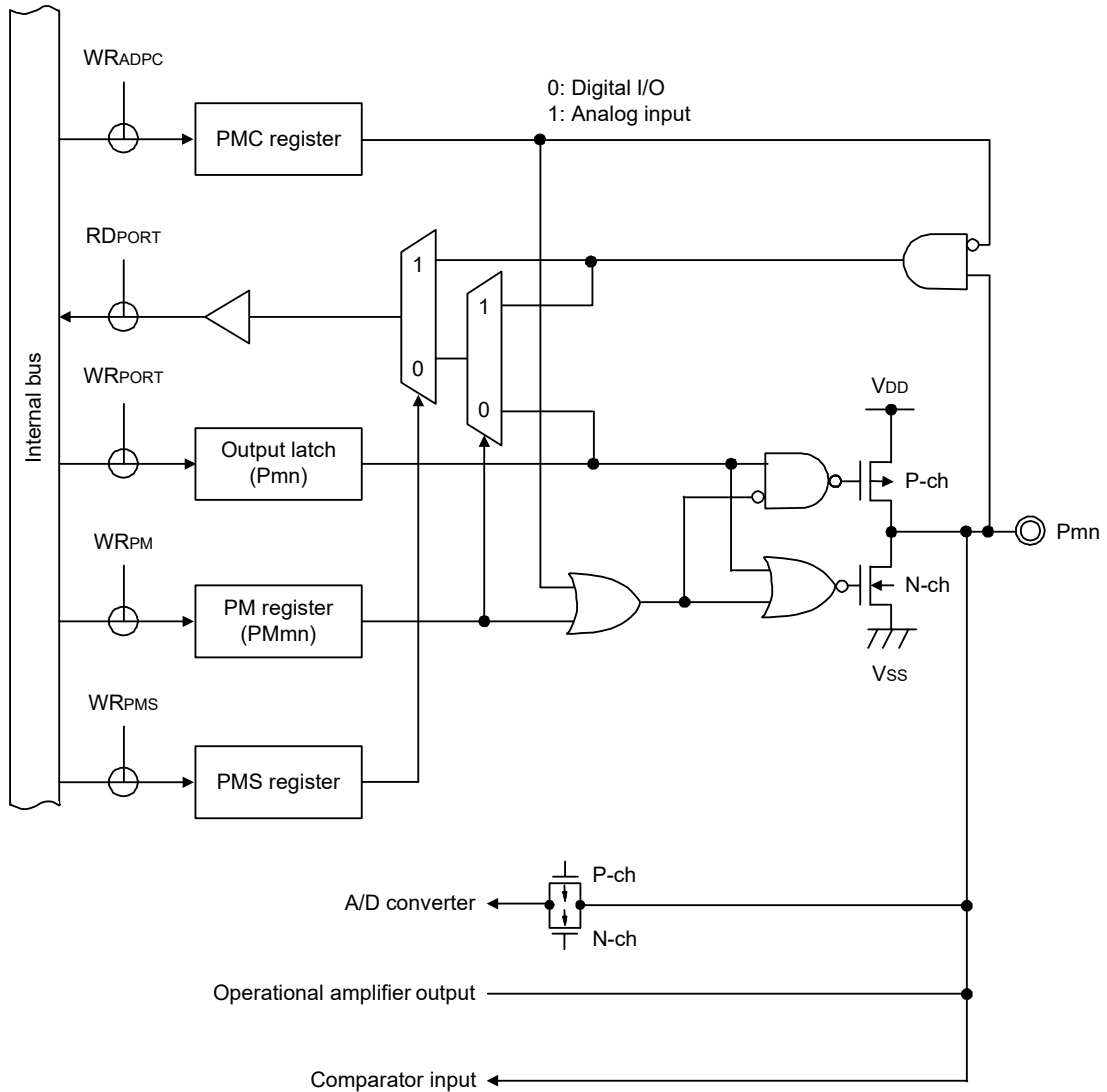 WRADPC
0: Digital I/O
1: Analog input
PMC register
RDPORT
1
1
0
0
WRPORT
VDD
Internal bus
Output latch
(Pmn)
P-ch
Pmn
WRPM
N-ch
PM register
(PMmn)
VSS
WRPMS
PMS register
P-ch
A/D converter
N-ch
Operational amplifier output
Comparator input